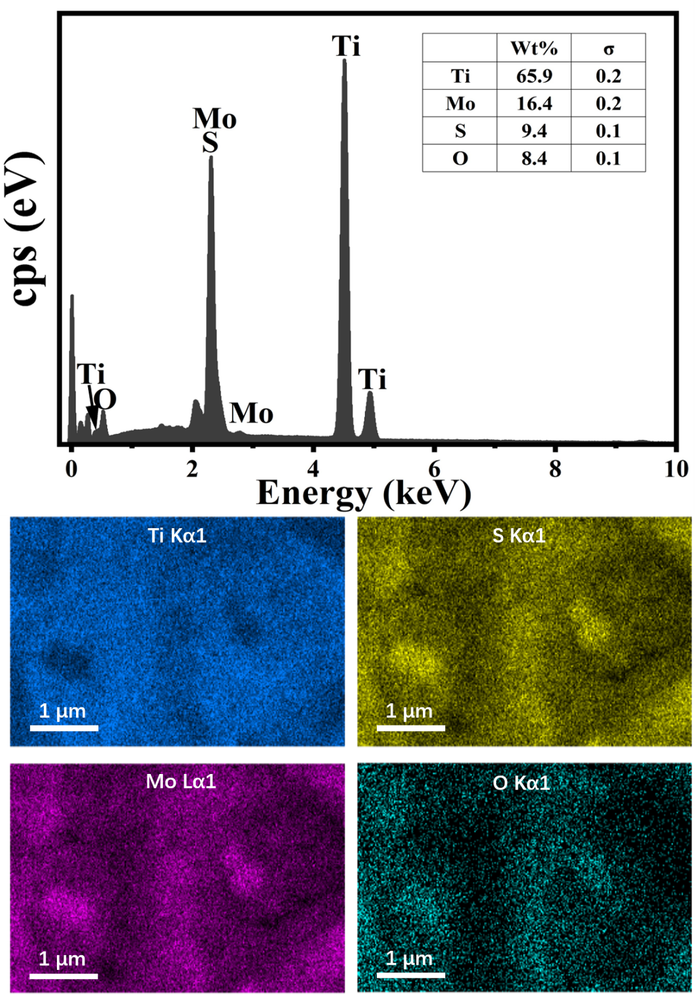 Ti
Wt% σ
Ti 65.9 0.2
Mo 16.4 0.2
S 9.4 0.1
O 8.4 0.1
Mo
S
Ti
O
Mo
Ti
cps (eV)
0 2 4 6 8 10
Energy (keV)
Ti Kα1
1 μm
S Kα1
1 μm
Mo Lα1
1 μm
O Kα1
1 μm